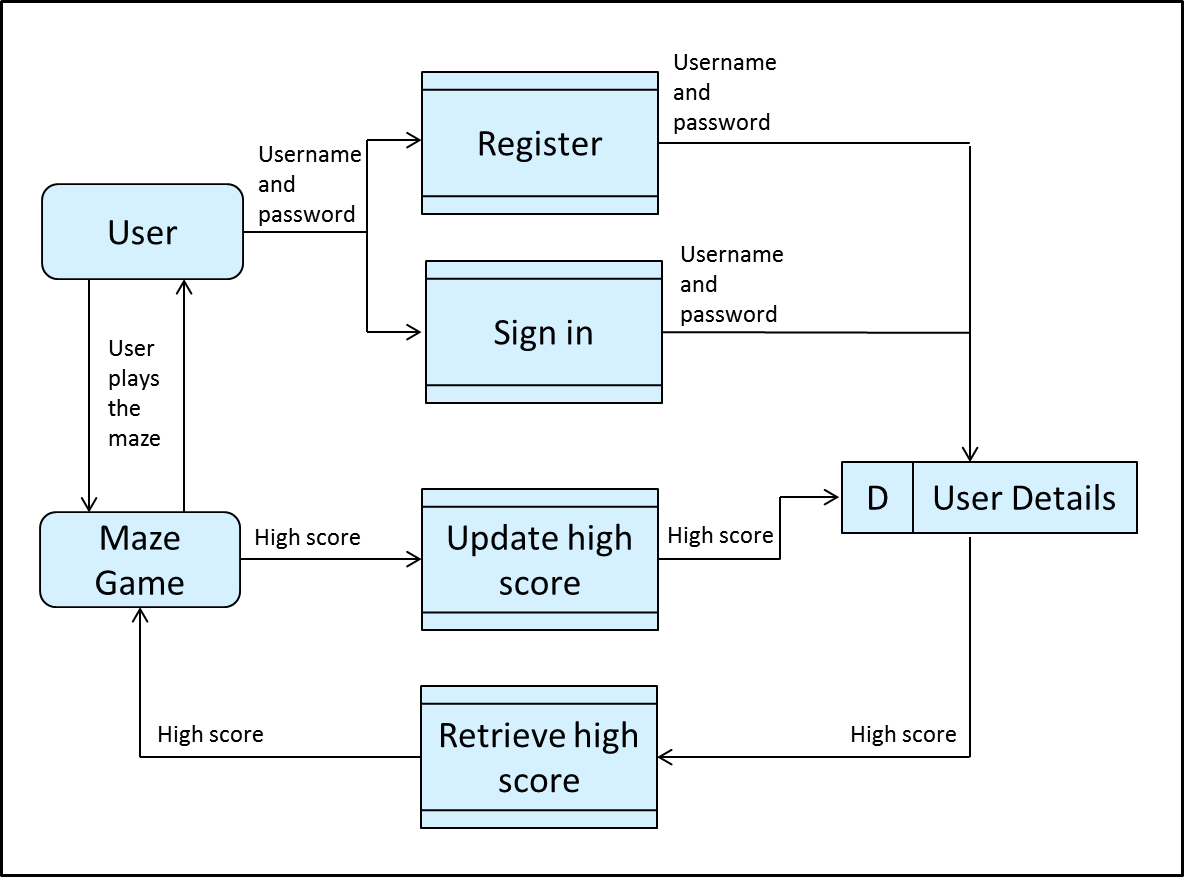 Username
and
password
Register
Username
and
password
User
Username
and
password
Sign in
User
plays
the
maze
D
User Details
Maze
Game
High score
Update high
score
High score
High score
Retrieve high
score
High score